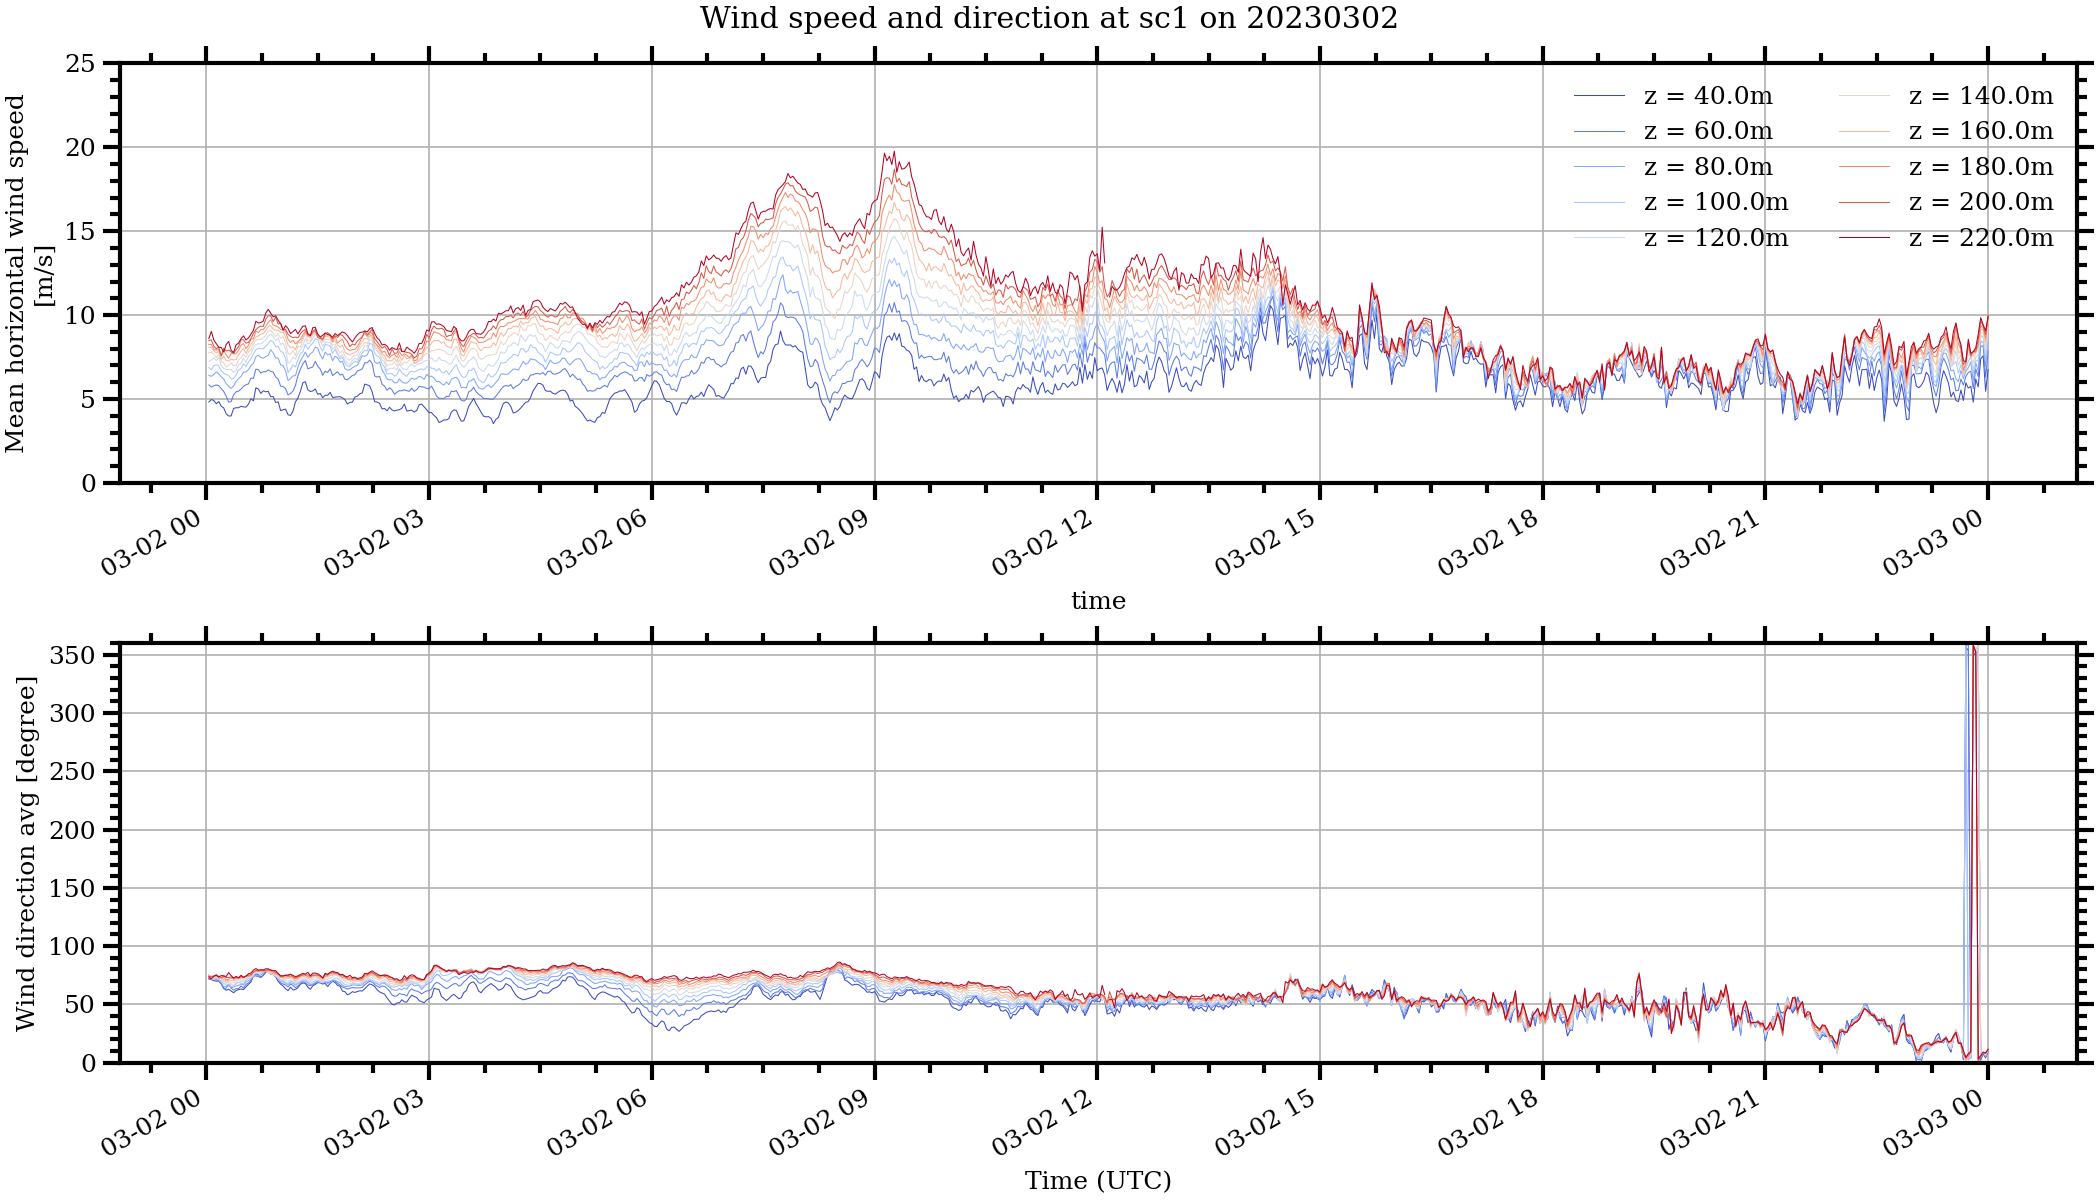 Wind speed and direction at sc1 on 20230302
Mean horizontal wind speed
[m/s]
25
20
15
10
5
0
z = 40.0m
z = 60.0m
z = 80.0m
z = 100.0m
z = 120.0m
z = 140.0m
z = 160.0m
z = 180.0m
z = 200.0m
z = 220.0m
03-02 00
03-02 03
03-02 06
03-02 09
03-02 12
03-02 15
03-02 18
03-02 21
03-03 00
time
Wind direction avg [degree]
350
300
250
200
150
100
50
0
03-02 00
03-02 03
03-02 06
03-02 09
03-02 12
03-02 15
03-02 18
03-02 21
03-03 00
Time (UTC)